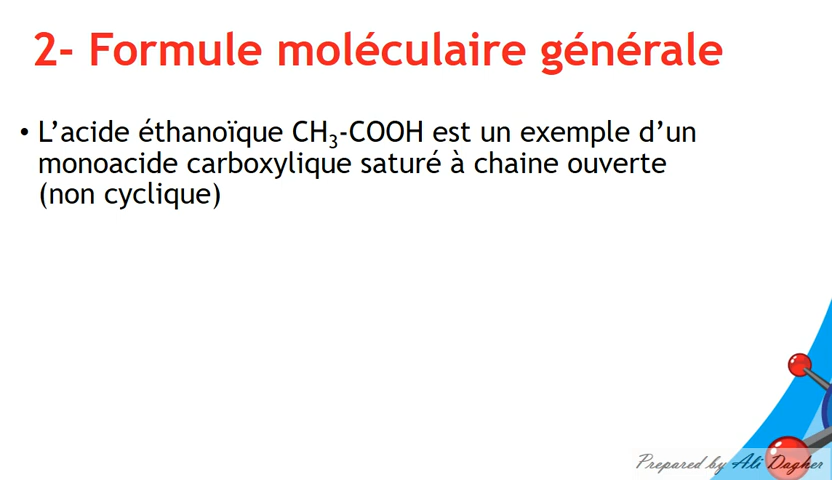 2- Formule moléculaire générale
• L’acide éthanoïque CH₃-COOH est un exemple d’un
monoacide carboxylique saturé à chaine ouverte
(non cyclique)
Prepared by Ali Dagher